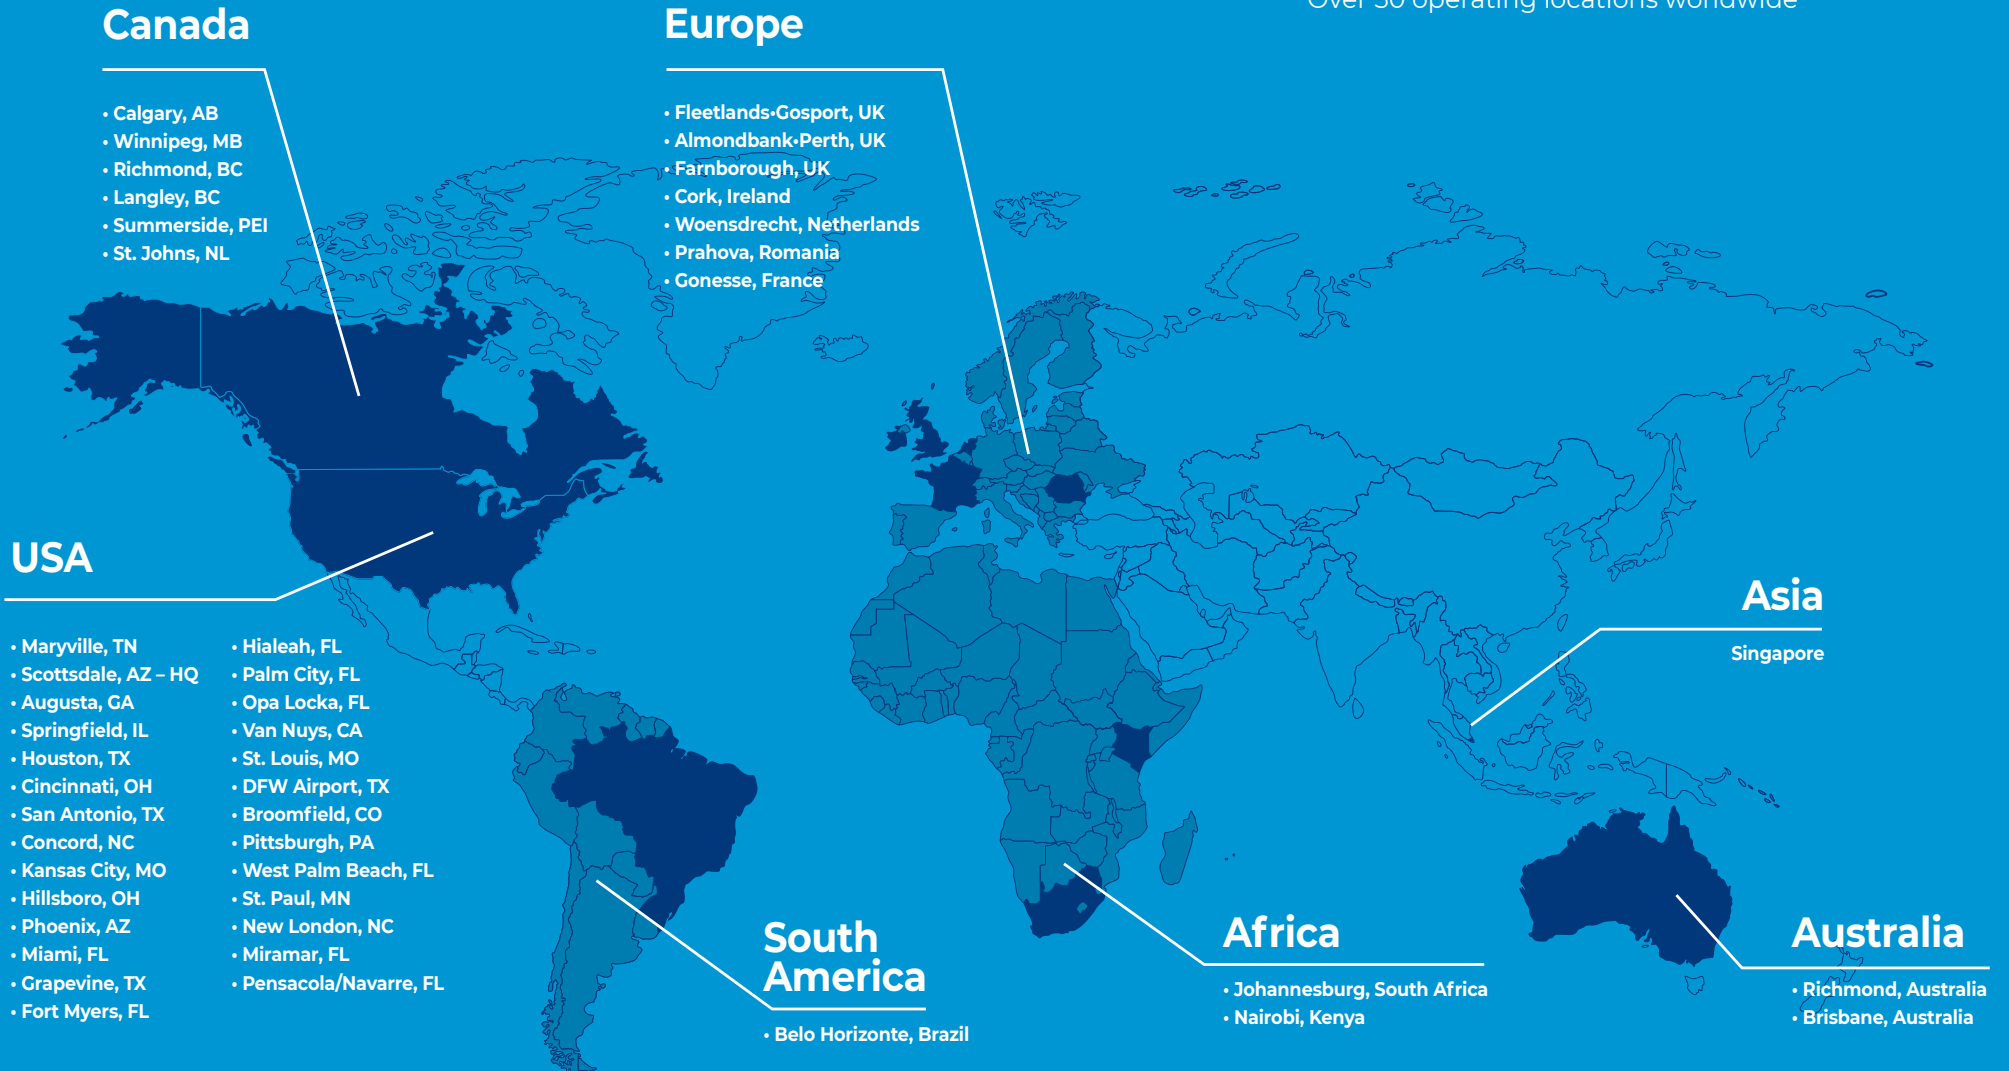 Over 50 operating locations worldwide
Canada
• Calgary, AB
• Winnipeg, MB
• Richmond, BC
• Langley, BC
• Summerside, PEI
• St. Johns, NL
Europe
• Fleetlands•Gosport, UK
• Almondbank•Perth, UK
• Farnborough, UK
• Cork, Ireland
• Woensdrecht, Netherlands
• Prahova, Romania
• Gonesse, France
USA
• Maryville, TN
• Scottsdale, AZ – HQ
• Augusta, GA
• Springfield, IL
• Houston, TX
• Cincinnati, OH
• San Antonio, TX
• Concord, NC
• Kansas City, MO
• Hillsboro, OH
• Phoenix, AZ
• Miami, FL
• Grapevine, TX
• Fort Myers, FL
• Hialeah, FL
• Palm City, FL
• Opa Locka, FL
• Van Nuys, CA
• St. Louis, MO
• DFW Airport, TX
• Broomfield, CO
• Pittsburgh, PA
• West Palm Beach, FL
• St. Paul, MN
• New London, NC
• Miramar, FL
• Pensacola/Navarre, FL
Asia
Singapore
South
America
• Belo Horizonte, Brazil
Africa
• Johannesburg, South Africa
• Nairobi, Kenya
Australia
• Richmond, Australia
• Brisbane, Australia